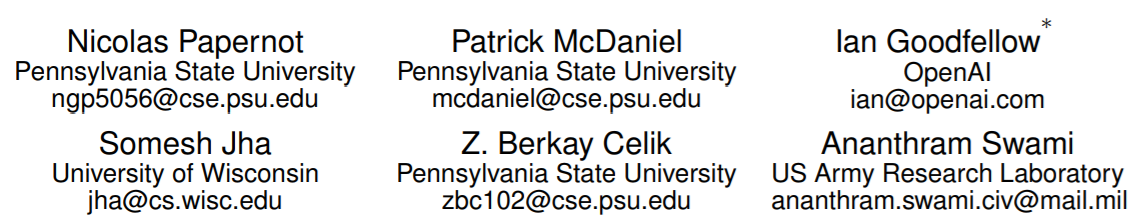 Nicolas Papernot
Pennsylvania State University
ngp5056@cse.psu.edu
Patrick McDaniel
Pennsylvania State University
mcdaniel@cse.psu.edu
Ian Goodfellow*
OpenAI
ian@openai.com
Somesh Jha
University of Wisconsin
jha@cs.wisc.edu
Z. Berkay Celik
Pennsylvania State University
zbc102@cse.psu.edu
Ananthram Swami
US Army Research Laboratory
ananthram.swami.civ@mail.mil